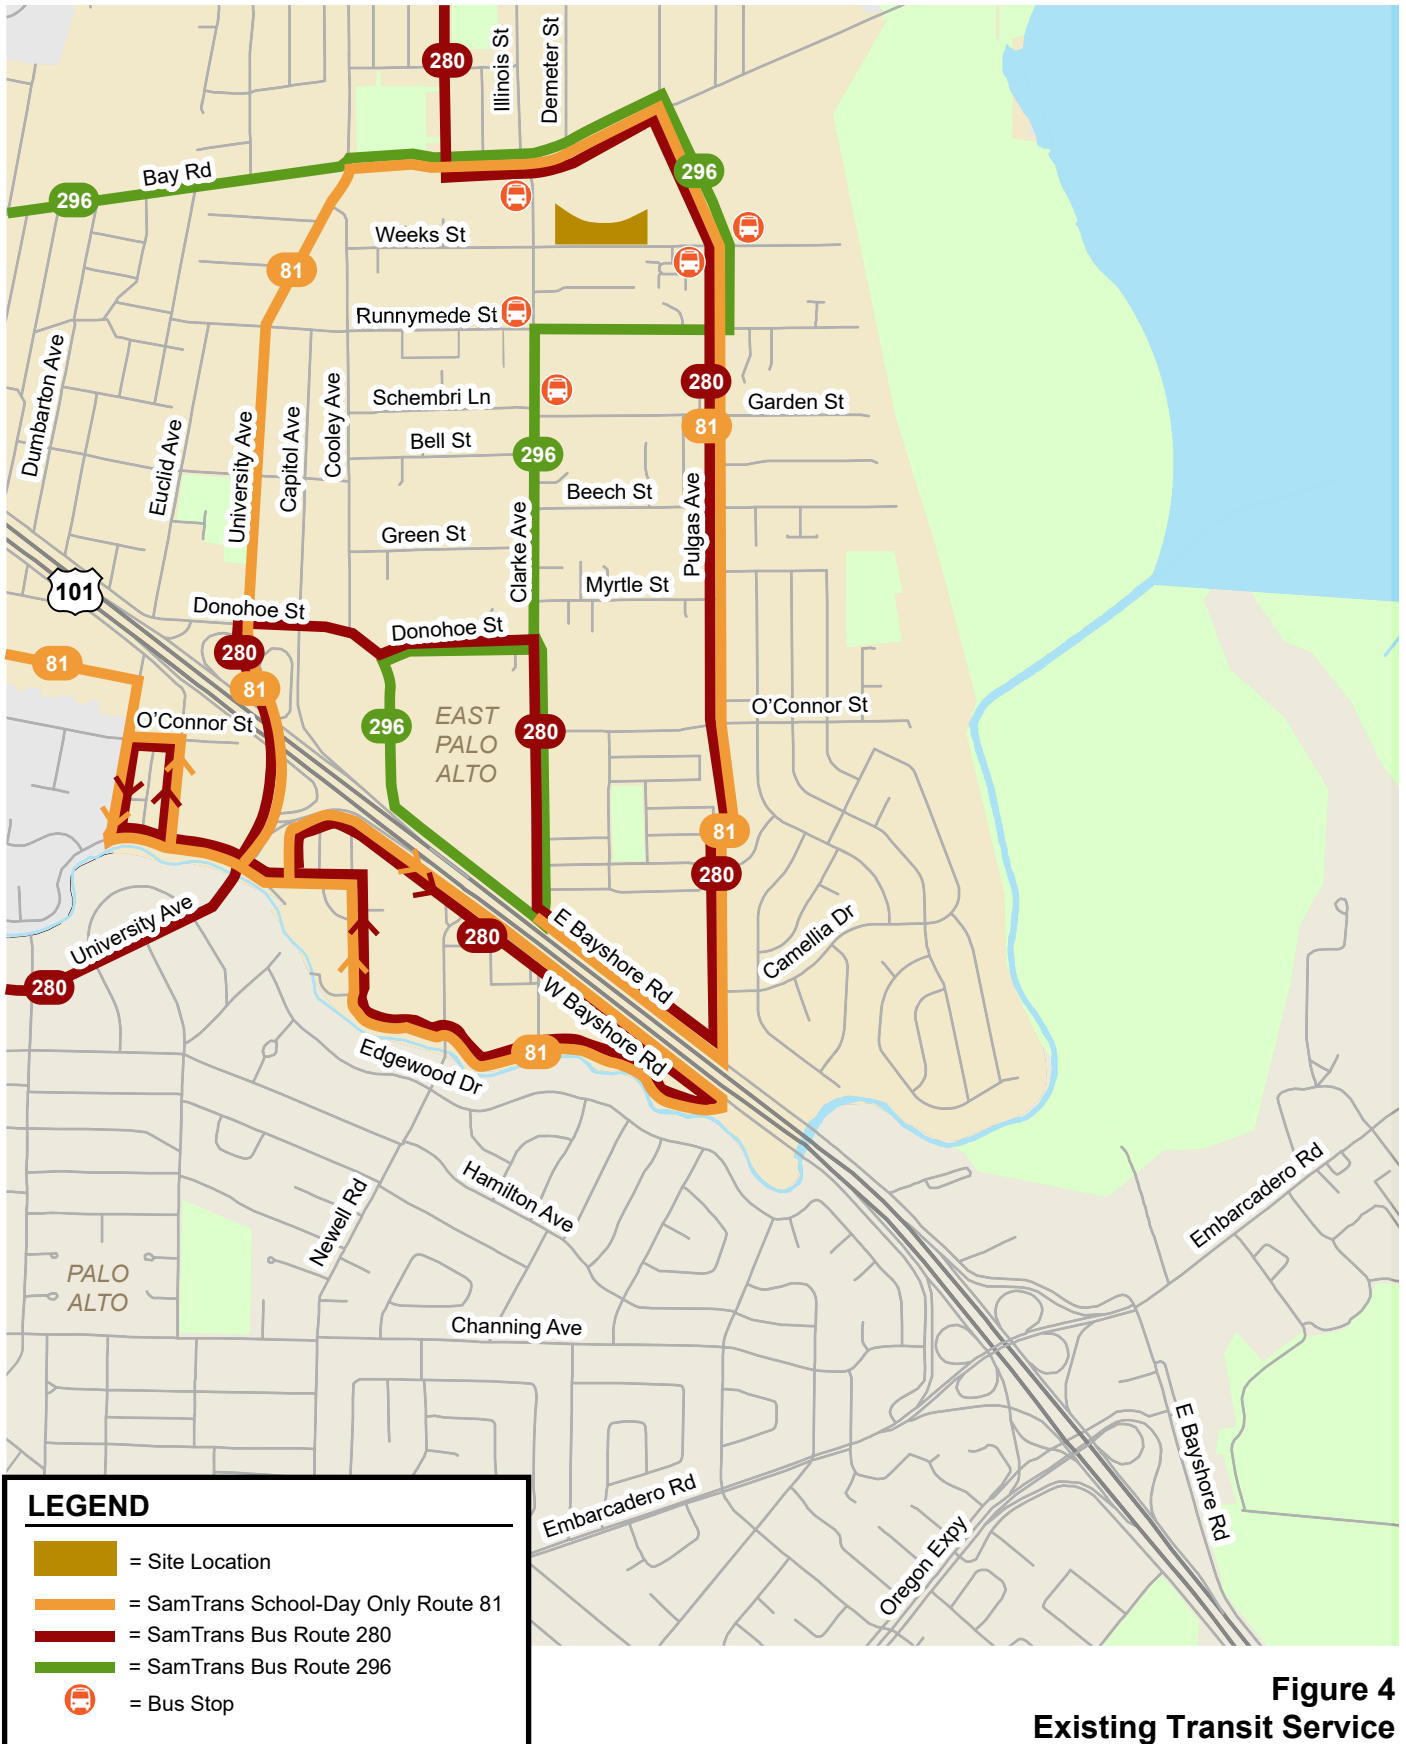 280
Illinois St
Demeter St
Bay Rd
296
296
Weeks St
81
Runnymede St
Dumbarton Ave
Euclid Ave
University Ave
Capitol Ave
Cooley Ave
Schembri Ln
280
Garden St
81
Bell St
296
Beech St
Clarke Ave
Pulgas Ave
Green St
Myrtle St
101
Donohoe St
Donohoe St
280
81
81
O'Connor St
296
EAST
PALO
ALTO
280
O'Connor St
81
280
University Ave
280
280
E Bayshore Rd
W Bayshore Rd
Camellia Dr
81
Edgewood Dr
Hamilton Ave
Newell Rd
Embarcadero Rd
PALO
ALTO
Channing Ave
E Bayshore Rd
Embarcadero Rd
Oregon Expy
LEGEND
= Site Location
= SamTrans School-Day Only Route 81
= SamTrans Bus Route 280
= SamTrans Bus Route 296
= Bus Stop
Figure 4
Existing Transit Service